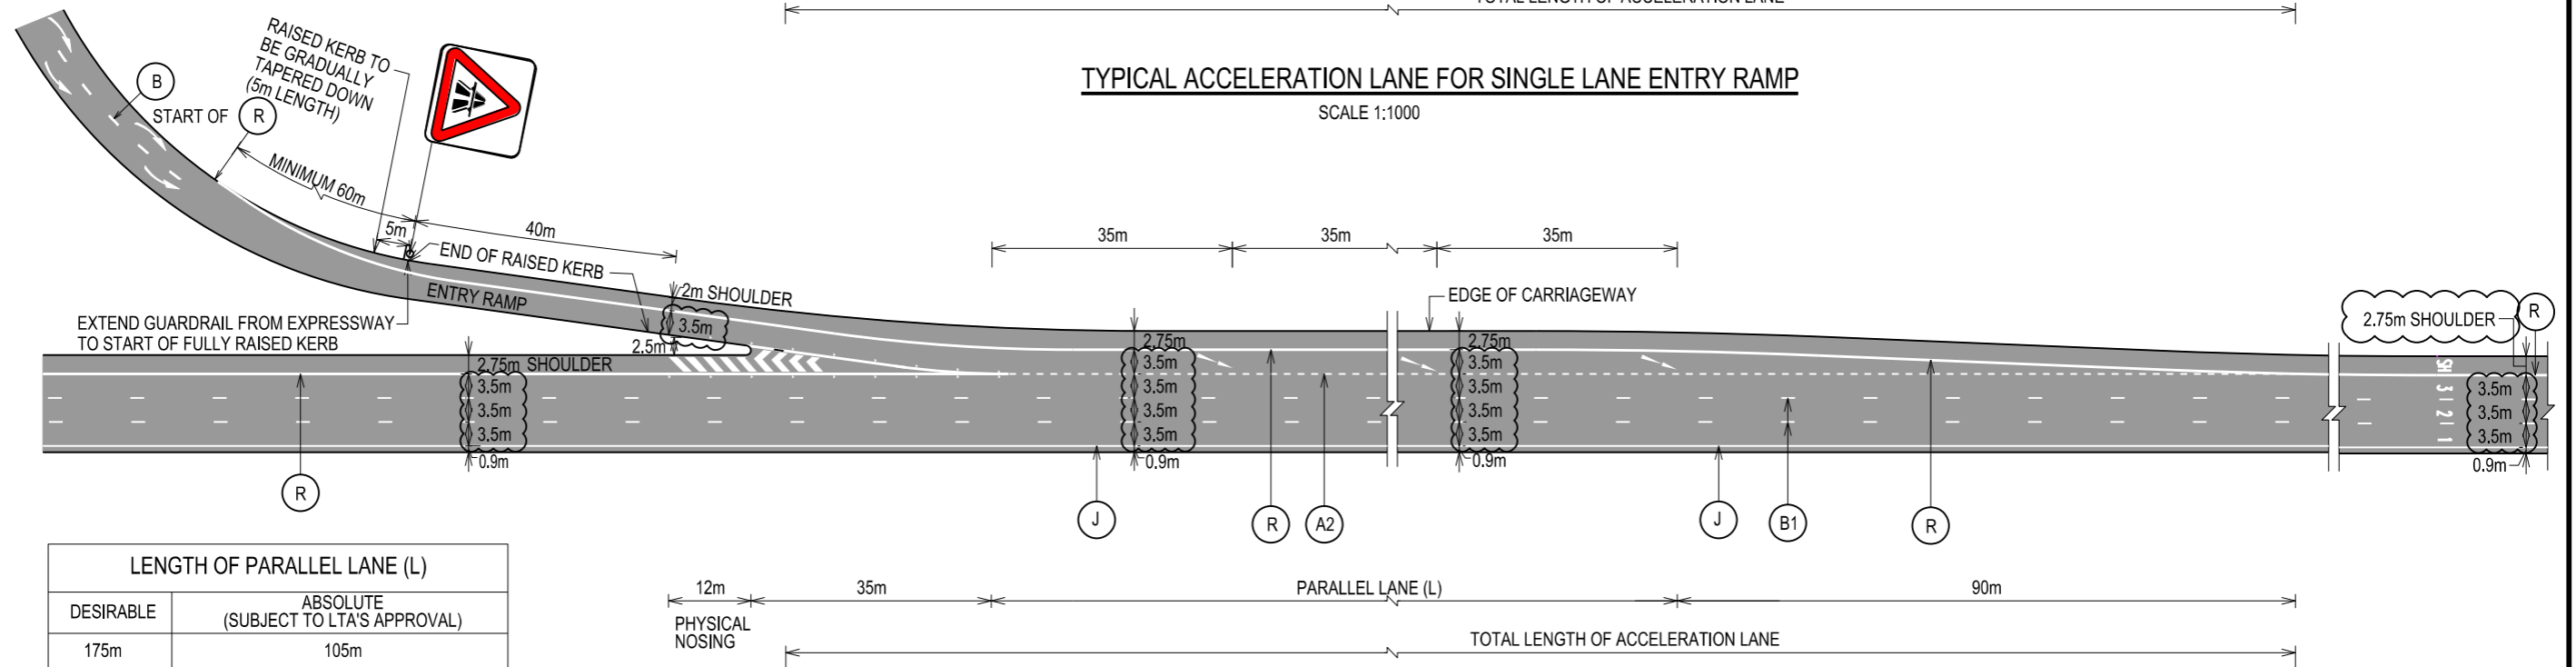 TOTAL LENGTH OF ACCELERATION LANE
TYPICAL ACCELERATION LANE FOR SINGLE LANE ENTRY RAMP
SCALE 1:1000
RAISED KERB TO
BE GRADUALLY
TAPERED DOWN
(5m LENGTH)
B
START OF
R
MINIMUM 60m
5m
40m
END OF RAISED KERB
ENTRY RAMP
EXTEND GUARDRAIL FROM EXPRESSWAY
TO START OF FULLY RAISED KERB
2m SHOULDER
3.5m
2.5m
35m
35m
35m
EDGE OF CARRIAGEWAY
2.75m SHOULDER
R
2.75m SHOULDER
3.5m
3.5m
3.5m
0.9m
2.75m
3.5m
3.5m
3.5m
3.5m
0.9m
2.75m
3.5m
3.5m
3.5m
3.5m
0.9m
SH
3
2
1
3.5m
3.5m
3.5m
0.9m
R
J
R
A2
J
B1
R
LENGTH OF PARALLEL LANE (L)
DESIRABLE
ABSOLUTE
(SUBJECT TO LTA'S APPROVAL)
175m
105m
12m
35m
PARALLEL LANE (L)
90m
PHYSICAL
NOSING
TOTAL LENGTH OF ACCELERATION LANE